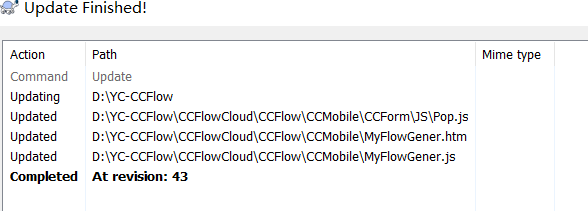 Update Finished!
Action Path Mime type
Command Update
Updating D:\YC-CCFlow
Updated D:\YC-CCFlow\CCFlowCloud\CCFlow\CCMobile\CCForm\JS\Pop.js
Updated D:\YC-CCFlow\CCFlowCloud\CCFlow\CCMobile\MyFlowGener.htm
Updated D:\YC-CCFlow\CCFlowCloud\CCFlow\CCMobile\MyFlowGener.js
Completed At revision: 43